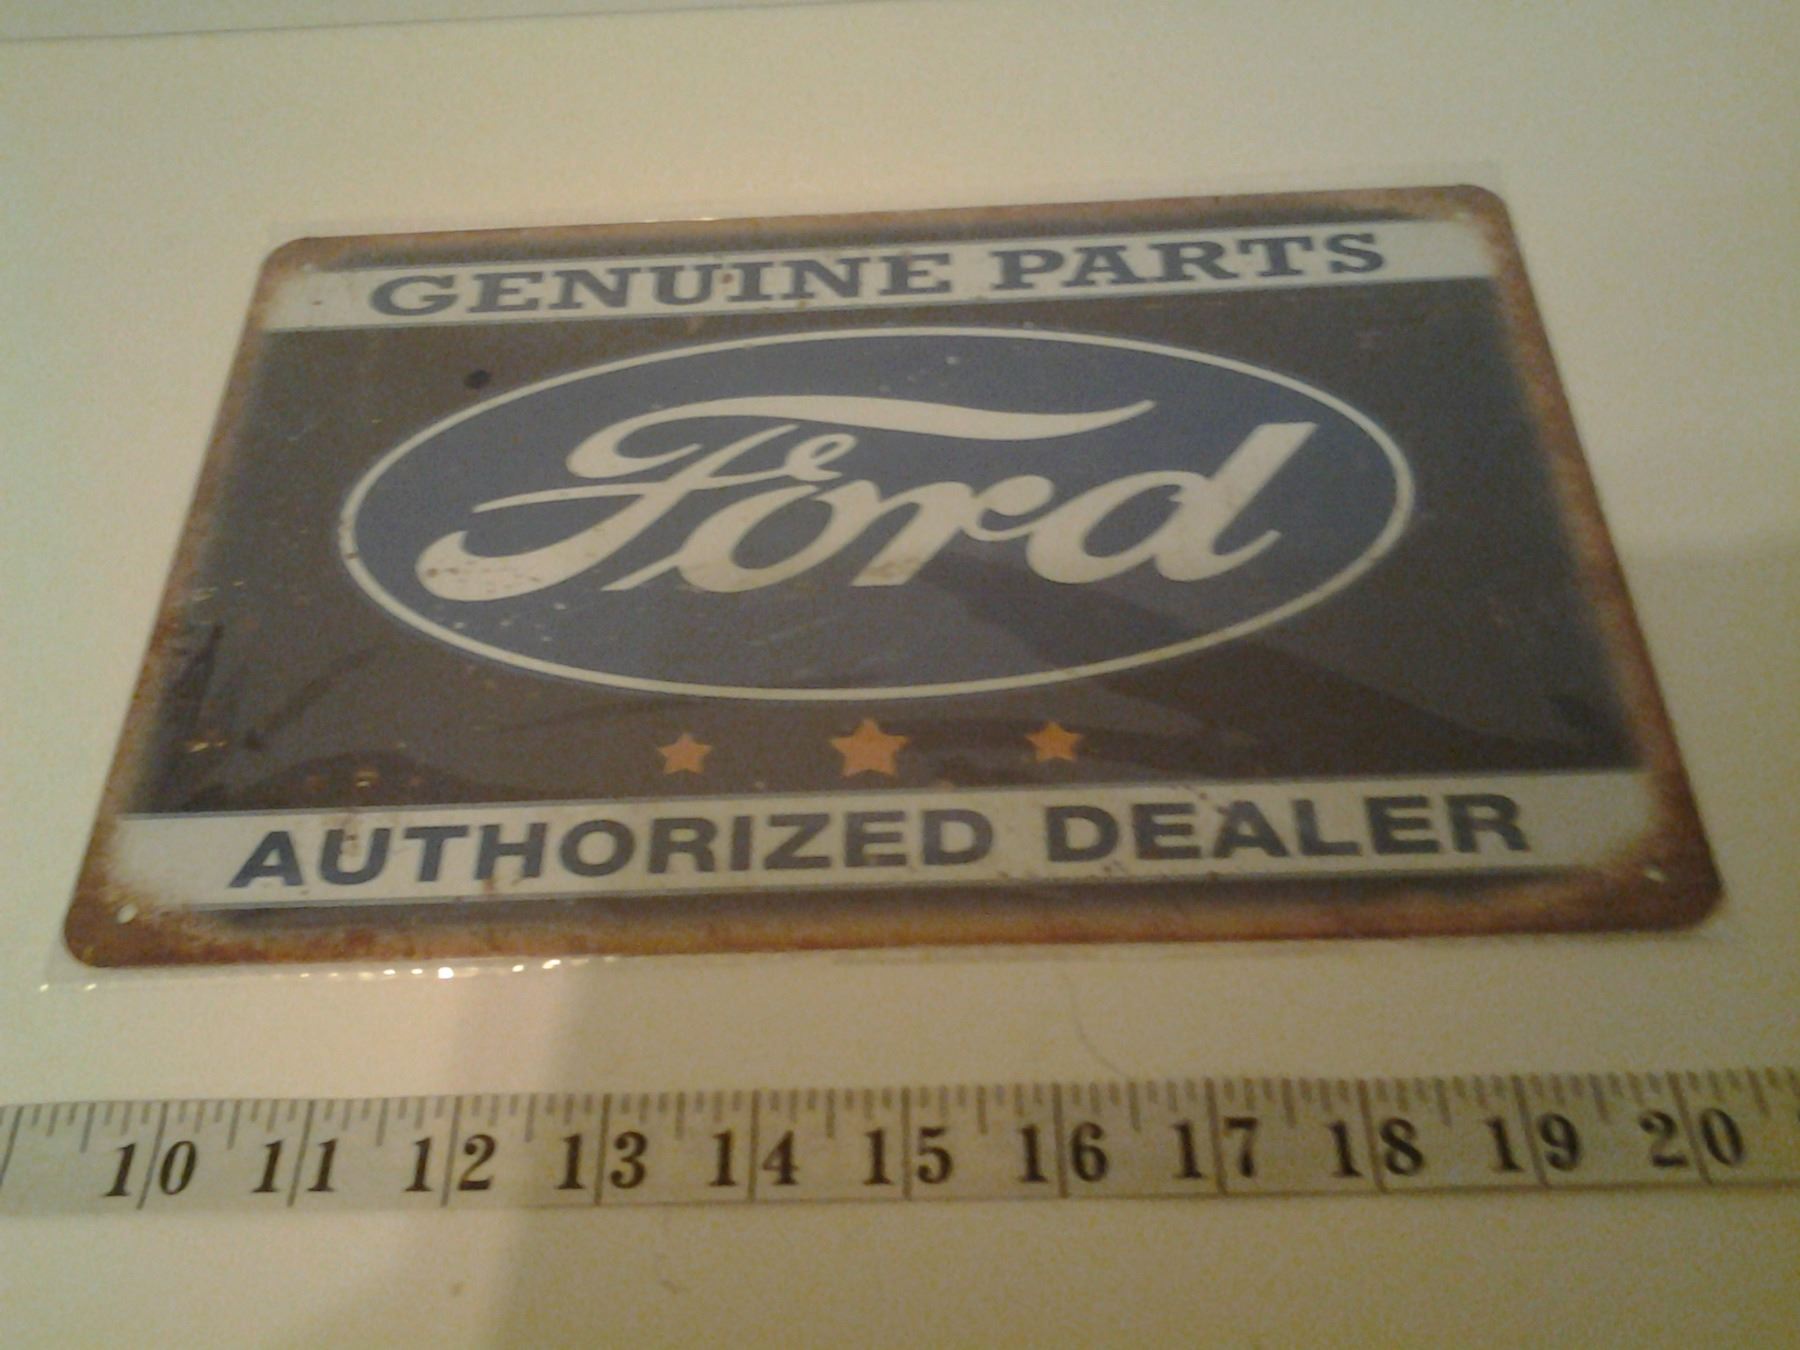 GENUINE PARTS
Ford
AUTHORIZED DEALER
10 11 12 13 14 15 16 17 18 19 20